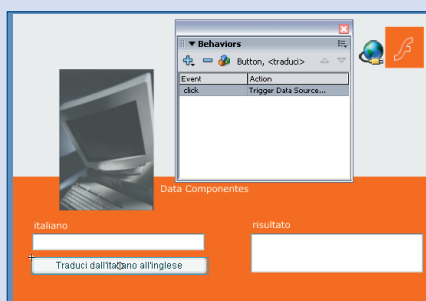 Behaviors
Button, <traduci>
Event Action
click Trigger Data Source...
Data Componentes
italiano
risultato
Traduci dall'italiano all'inglese